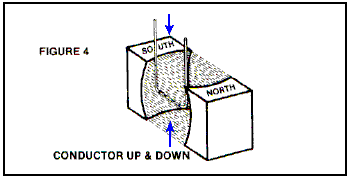 FIGURE 4
SOUTH
NORTH
CONDUCTOR UP & DOWN